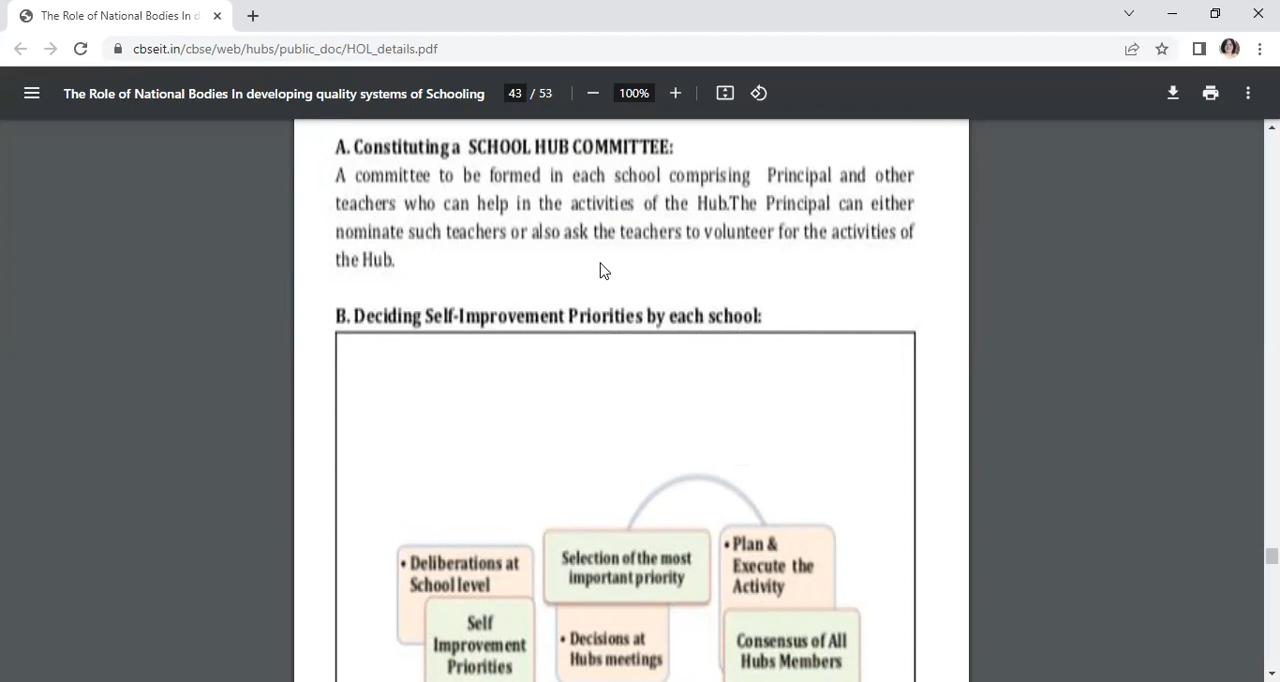 The Role of National Bodies In d
cbseit.in/cbse/web/hubs/public_doc/HOL_details.pdf
The Role of National Bodies In developing quality systems of Schooling
43 / 53
100%
A. Constituting a SCHOOL HUB COMMITTEE:
A committee to be formed in each school comprising Principal and other
teachers who can help in the activities of the Hub.The Principal can either
nominate such teachers or also ask the teachers to volunteer for the activities of
the Hub.
B. Deciding Self-Improvement Priorities by each school:
• Deliberations at
School level
Self
Improvement
Priorities
Selection of the most
important priority
• Decisions at
Hubs meetings
• Plan &
Execute the
Activity
Consensus of All
Hubs Members